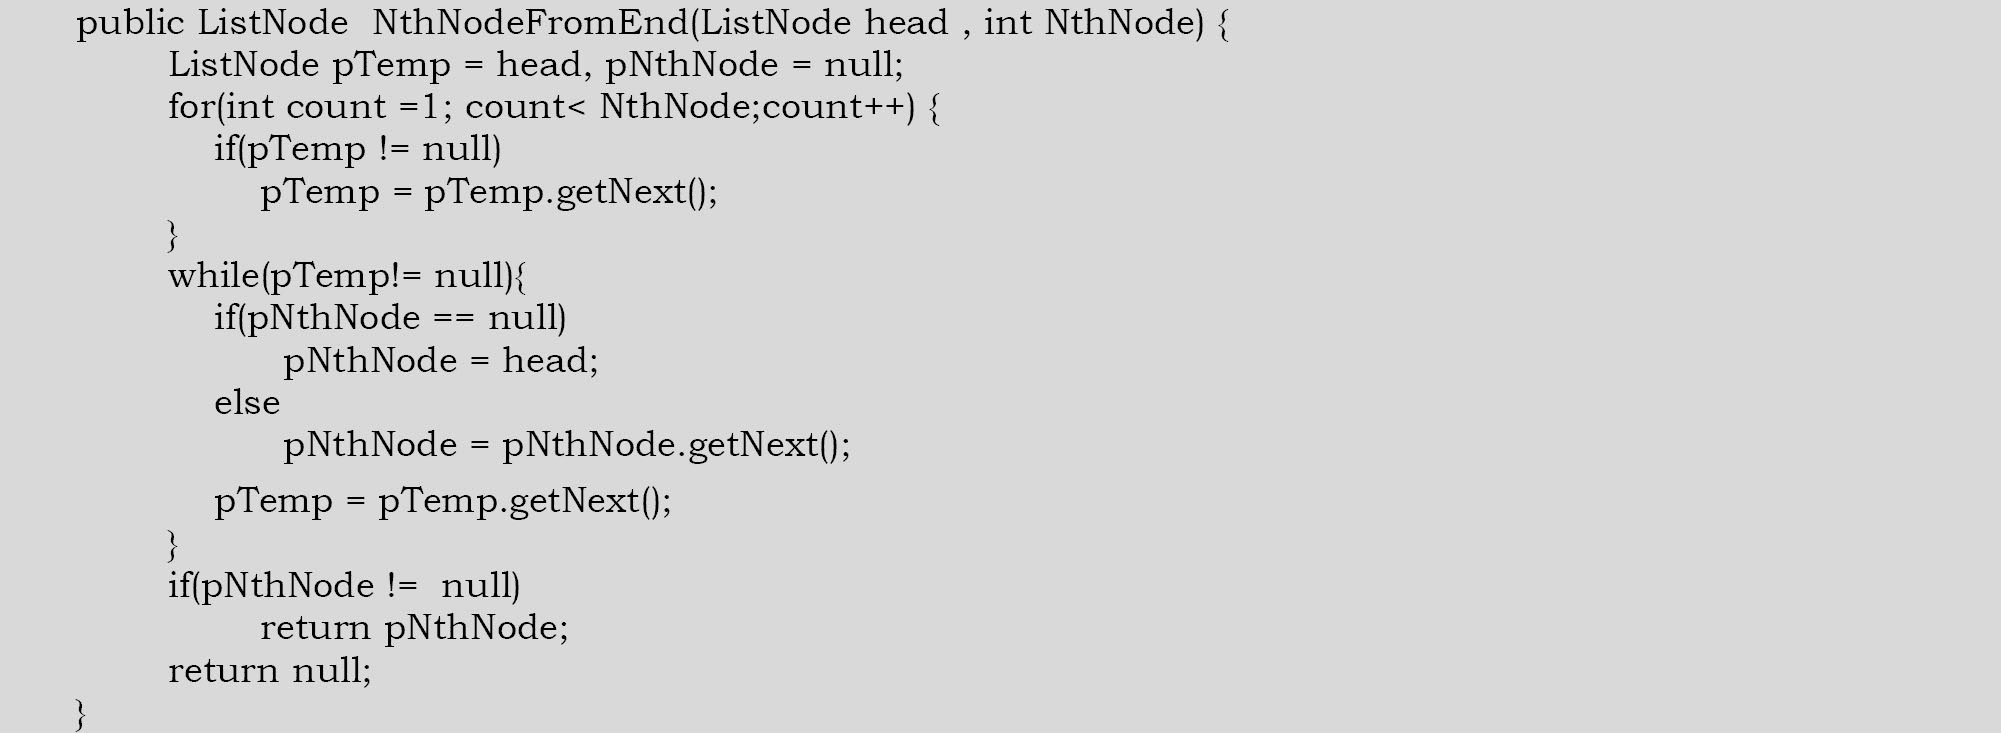 public ListNode  NthNodeFromEnd(ListNode head , int NthNode) {
ListNode pTemp = head, pNthNode = null;
for(int count =1; count< NthNode;count++) {
if(pTemp != null)
pTemp = pTemp.getNext();
}
while(pTemp!= null){
if(pNthNode == null)
pNthNode = head;
else
pNthNode = pNthNode.getNext();
pTemp = pTemp.getNext();
}
if(pNthNode !=  null)
return pNthNode;
return null;
}